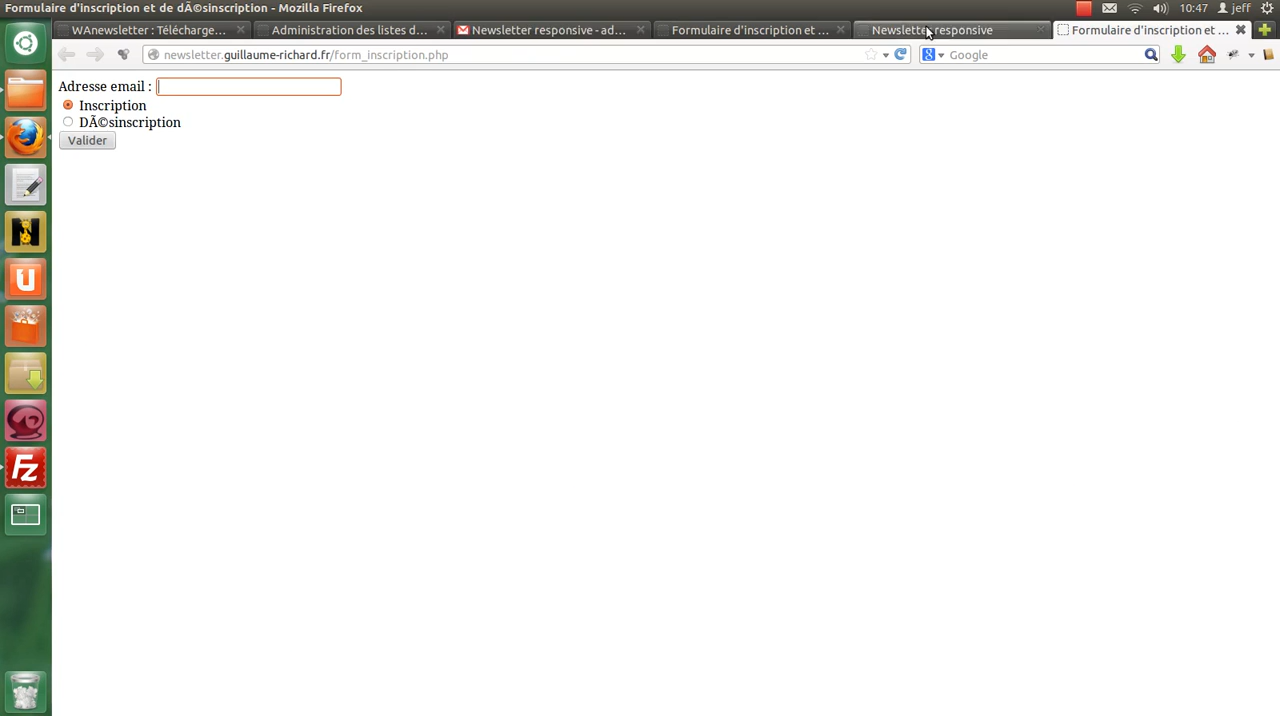 Formulaire d'inscription et de dÃ©sinscription - Mozilla Firefox
10:47 jeff
WAnewsletter : Télécharge...
Administration des listes d...
Newsletter responsive - ad...
Formulaire d'inscription et ...
Newsletter responsive
Formulaire d'inscription et ...
newsletter.guillaume-richard.fr/form_inscription.php
Google
Adresse email :
Inscription
DÃ©sinscription
Valider